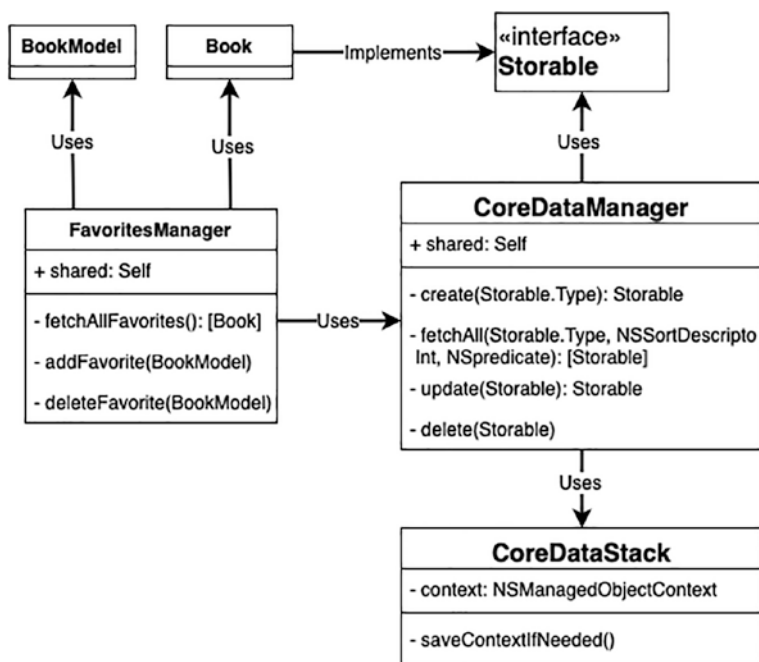 BookModel
Book
Implements
«interface»
Storable
Uses
Uses
Uses
FavoritesManager
+ shared: Self
- fetchAllFavorites(): [Book]
- addFavorite(BookModel)
- deleteFavorite(BookModel)
Uses
CoreDataManager
+ shared: Self
- create(Storable.Type): Storable
- fetchAll(Storable.Type, NSSortDescripto
Int, NSpredicate): [Storable]
- update(Storable): Storable
- delete(Storable)
Uses
CoreDataStack
- context: NSManagedObjectContext
- saveContextIfNeeded()